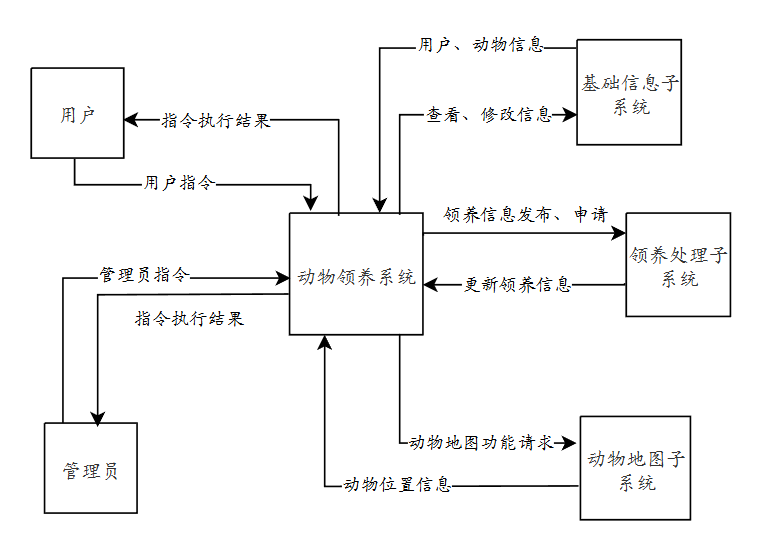 用户、动物信息
基础信息子
系统
用户
指令执行结果
查看、修改信息
用户指令
领养信息发布、申请
管理员指令
动物领养系统
领养处理子
系统
更新领养信息
指令执行结果
动物地图功能请求
动物地图子
系统
管理员
动物位置信息